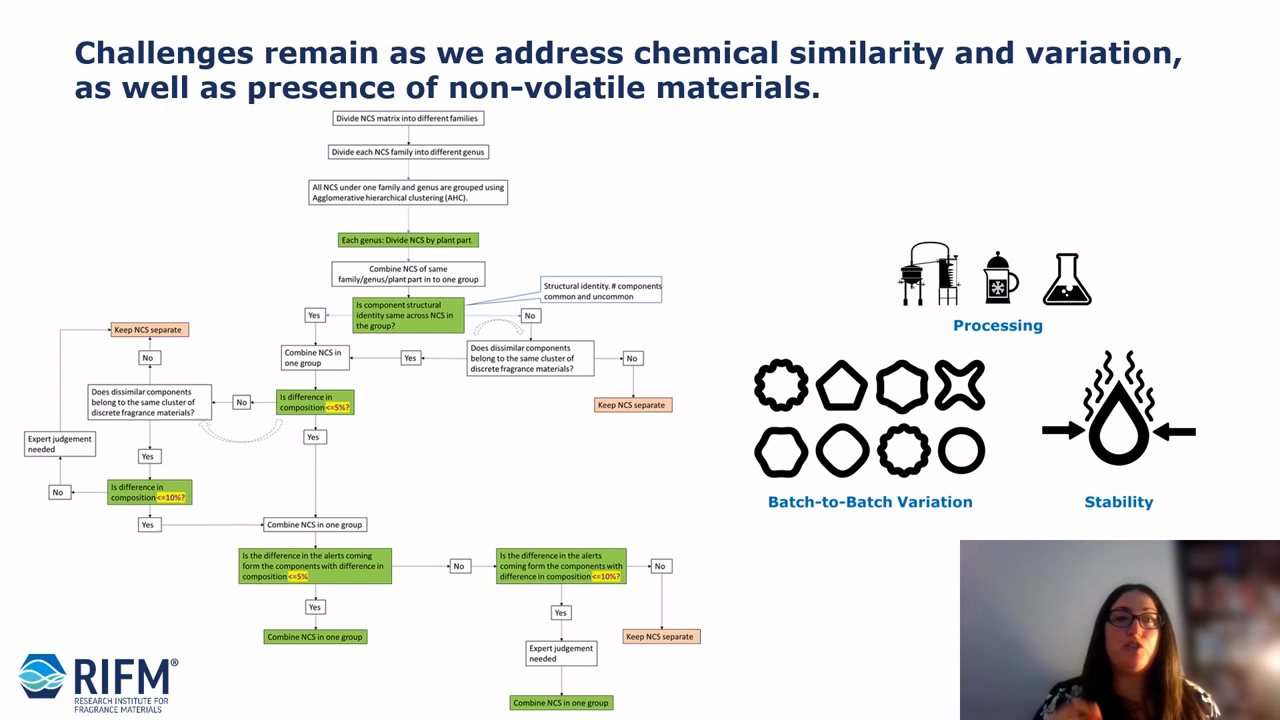 Challenges remain as we address chemical similarity and variation,
as well as presence of non-volatile materials.
Divide NCS matrix into different families
Divide each NCS family into different genus
All NCS under one family and genus are grouped using
Agglomerative hierarchical clustering (AHC).
Each genus: Divide NCS by plant part
Combine NCS of same
family/genus/plant part in to one group
Structural identity. # components
common and uncommon
Is component structural
identity same across NCS in
the group?
Yes
No
Keep NCS separate
No
Combine NCS in
one group
Yes
Does dissimilar components
belong to the same cluster of
discrete fragrance materials?
No
Keep NCS separate
Does dissimilar components
belong to the same cluster of
discrete fragrance materials?
No
Is difference in
composition <=5%?
Yes
Expert judgement
needed
Yes
No
Is difference in
composition <=10%?
Yes
Combine NCS in one group
Is the difference in the alerts coming
form the components with difference in
composition <=5%
No
Is the difference in the alerts
coming form the components with
difference in composition <=10%?
No
Yes
Combine NCS in one group
Yes
Expert judgement
needed
Keep NCS separate
Combine NCS in one group
Processing
Batch-to-Batch Variation
Stability
RIFM®
RESEARCH INSTITUTE FOR
FRAGRANCE MATERIALS